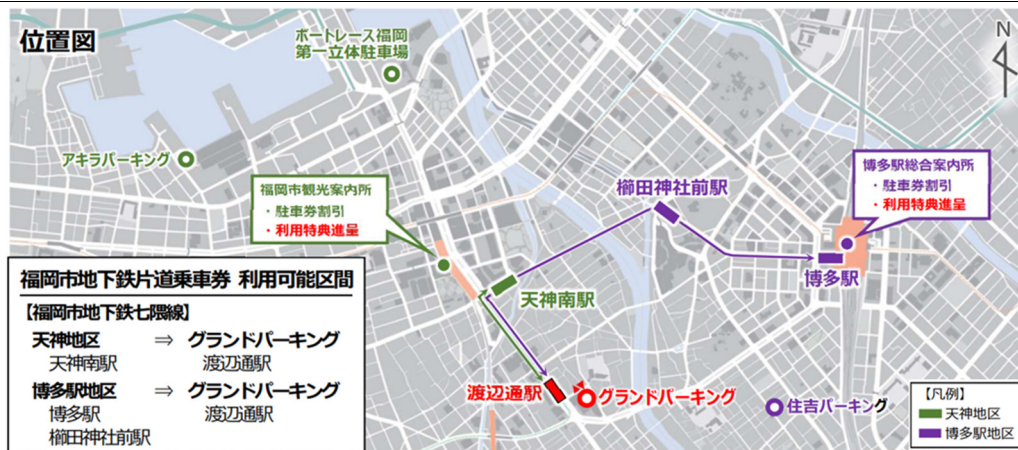 位置図
ボートレース福岡
第一立体駐車場
N
アキラパーキング
福岡市観光案内所
・駐車券割引
・利用特典進呈
櫛田神社前駅
博多駅総合案内所
・駐車券割引
・利用特典進呈
博多駅
天神南駅
福岡市地下鉄片道乗車券 利用可能区間
【福岡市地下鉄七隈線】
天神地区 ⇒ グランドパーキング
天神南駅 渡辺通駅
博多駅地区 ⇒ グランドパーキング
博多駅 渡辺通駅
櫛田神社前駅
渡辺通駅
グランドパーキング
住吉パーキング
【凡例】
天神地区
博多駅地区